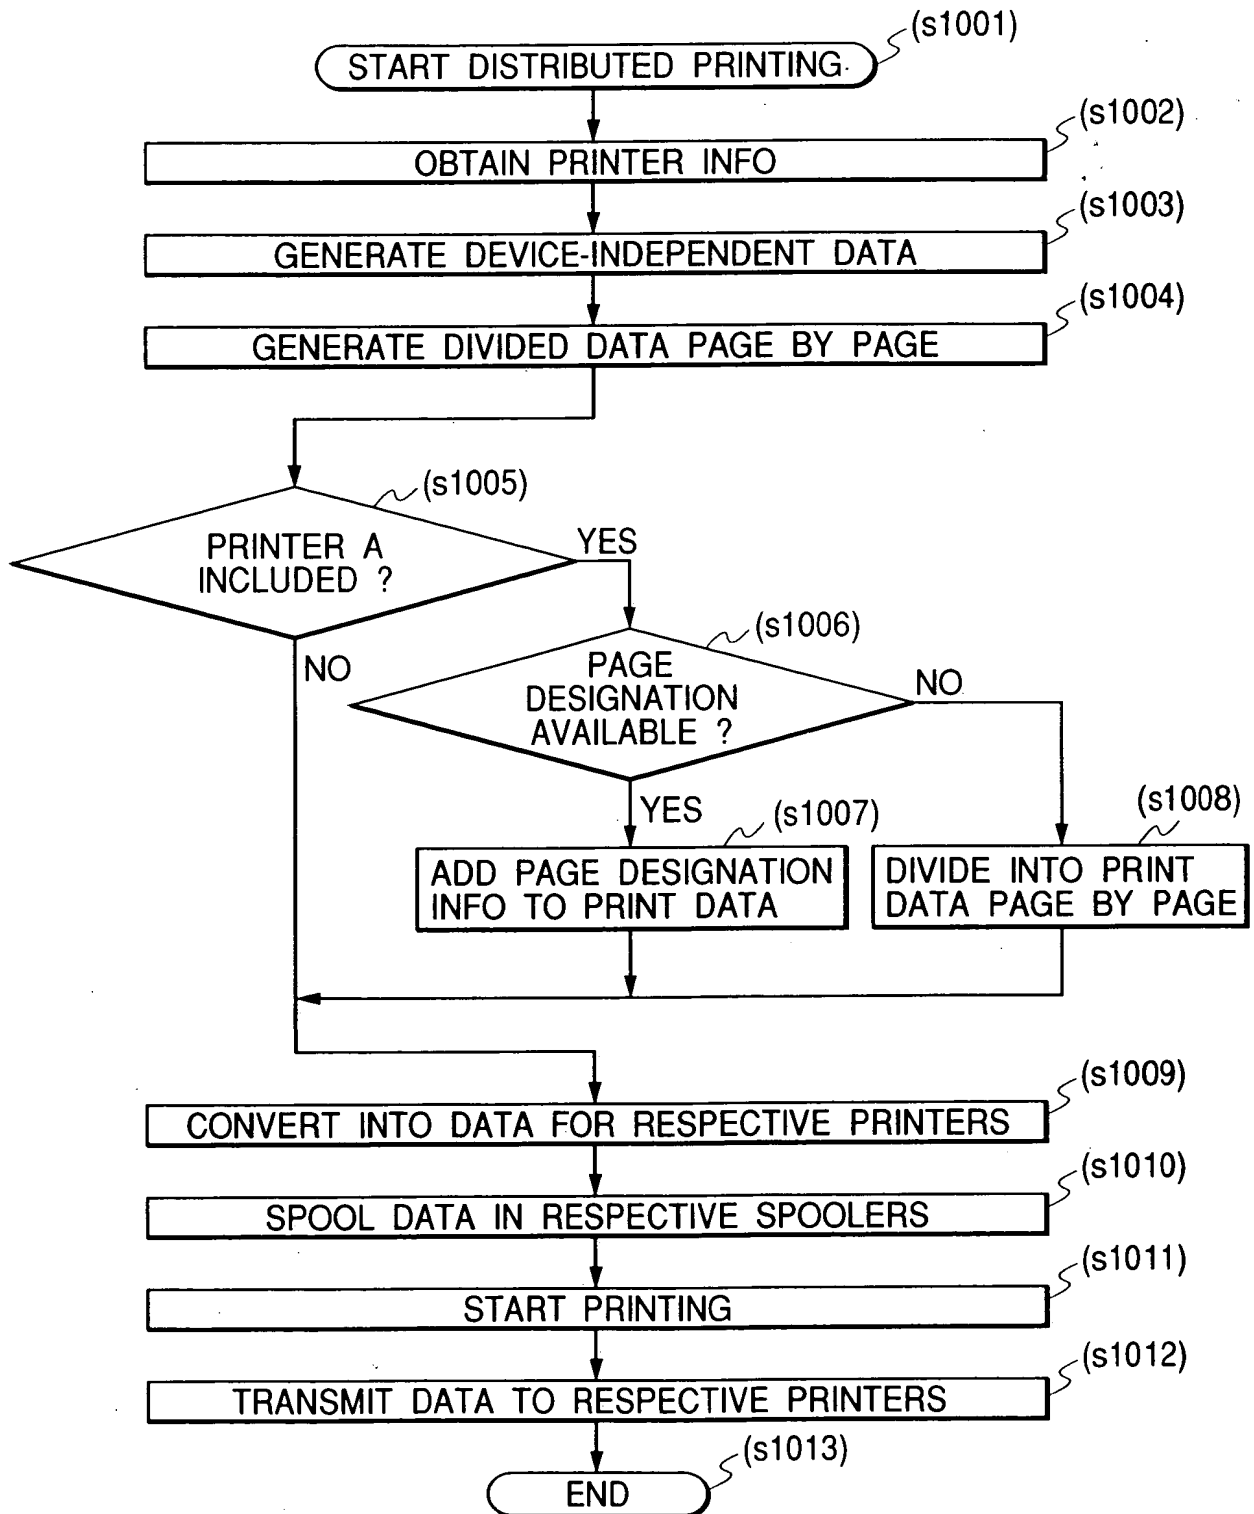 (s1001)
START DISTRIBUTED PRINTING
(s1002)
OBTAIN PRINTER INFO
(s1003)
GENERATE DEVICE-INDEPENDENT DATA
(s1004)
GENERATE DIVIDED DATA PAGE BY PAGE
(s1005)
PRINTER A
INCLUDED ?
YES
NO
(s1006)
PAGE
DESIGNATION
AVAILABLE ?
NO
YES
(s1007)
ADD PAGE DESIGNATION
INFO TO PRINT DATA
(s1008)
DIVIDE INTO PRINT
DATA PAGE BY PAGE
(s1009)
CONVERT INTO DATA FOR RESPECTIVE PRINTERS
(s1010)
SPOOL DATA IN RESPECTIVE SPOOLERS
(s1011)
START PRINTING
(s1012)
TRANSMIT DATA TO RESPECTIVE PRINTERS
(s1013)
END